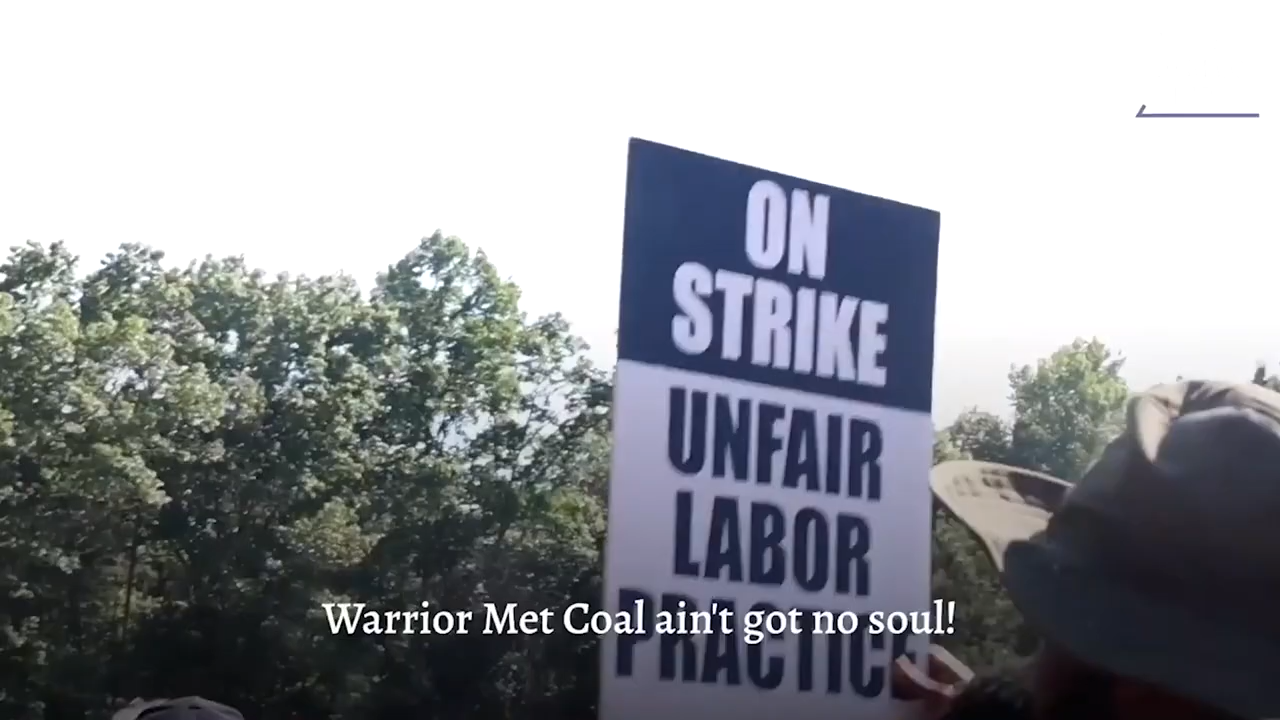 ON
STRIKE
UNFAIR
LABOR
PRACTICE
Warrior Met Coal ain't got no soul!